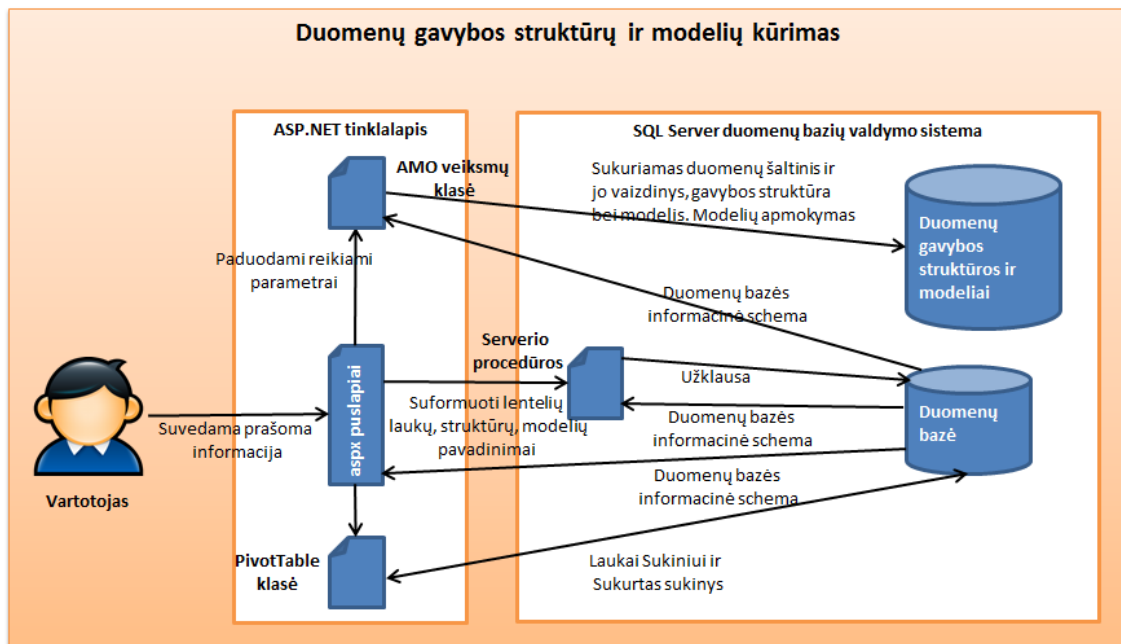 Duomenų gavybos struktūrų ir modelių kūrimas
ASP.NET tinklalapis
SQL Server duomenų bazių valdymo sistema
AMO veiksmų
klasė
Sukuriamas duomenų šaltinis ir
jo vaizdinys, gavybos struktūra
bei modelis. Modelių apmokymas
Duomenų
gavybos
struktūros ir
modeliai
Paduodami reikiami
parametrai
Duomenų bazės
informacinė schema
Serverio
procedūros
Užklausa
aspx puslapiai
Suvedama prašoma
informacija
Suformuoti lentelių
laukų, struktūrų, modelių
pavadinimai
Duomenų bazės
informacinė schema
Duomenų
bazė
Vartotojas
Duomenų bazės
informacinė schema
PivotTable
klasė
Laukai Sukiniui ir
Sukurtas sukinys